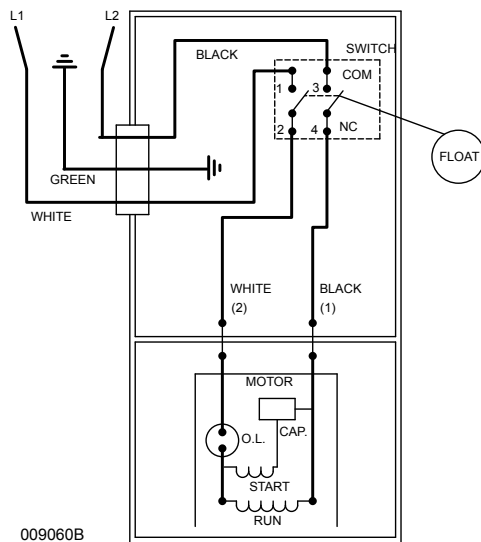 L1
L2
BLACK
SWITCH
COM
1
3
2
4
NC
FLOAT
GREEN
WHITE
WHITE
(2)
BLACK
(1)
MOTOR
CAP.
O.L.
START
RUN
009060B